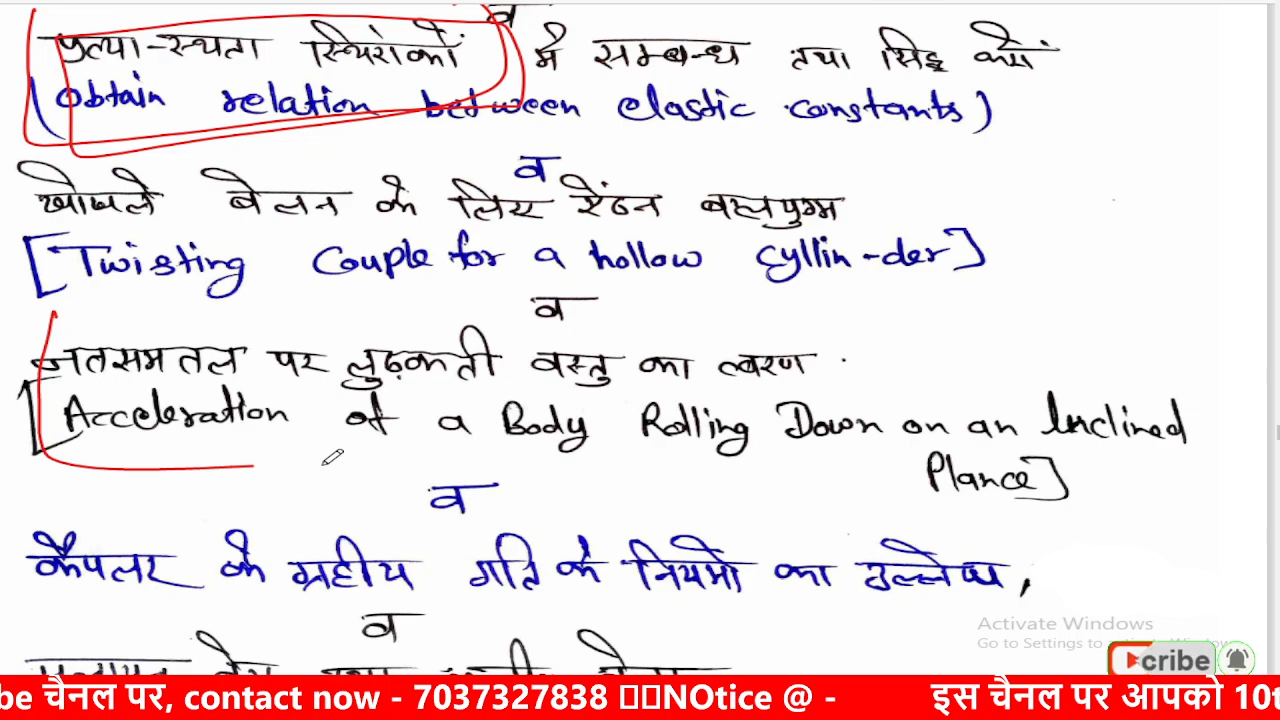 व
प्रत्या-स्थता स्थिरांकों में सम्बन्ध तथा सिद्ध करो
(obtain relation between elastic constants)
व
खोखले बेलन के लिए ऐंठन बलयुग्म
[Twisting Couple for a hollow Cyllin-der]
व
नतसमतल पर लुढ़कती वस्तु का त्वरण
[Acceleration of a Body Rolling Down on an Inclined
Plance]
व
कैपलर के ग्रहीय गति के नियमो का उल्लेख,
व
Activate Windows
Go to Settings to
cribe
be चैनल पर, contact now - 7037327838 □□NOtice @ - इस चैनल पर आपको 10t